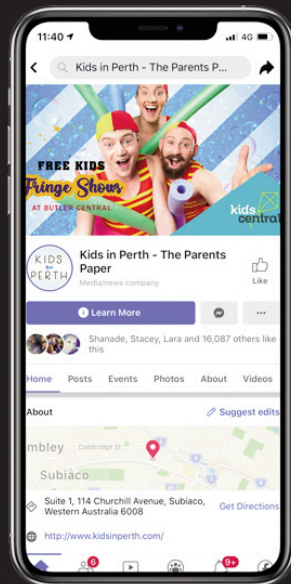 11:40
4G
Kids in Perth - The Parents P...
FREE KIDS
Fringe Shows
AT BUTLER CENTRAL
kids
central
KIDS
in
PERTH
Kids in Perth - The Parents
Paper
Media/news company
Like
Learn More
Shanade, Stacey, Lara and 16,087 others like
this
Home Posts Events Photos About Videos
About
Suggest edits
mbley
Cambridge St
Subiaco
Suite 1, 114 Churchill Avenue, Subiaco,
Western Australia 6008
Get Directions
http://www.kidsinperth.com/
6
9+